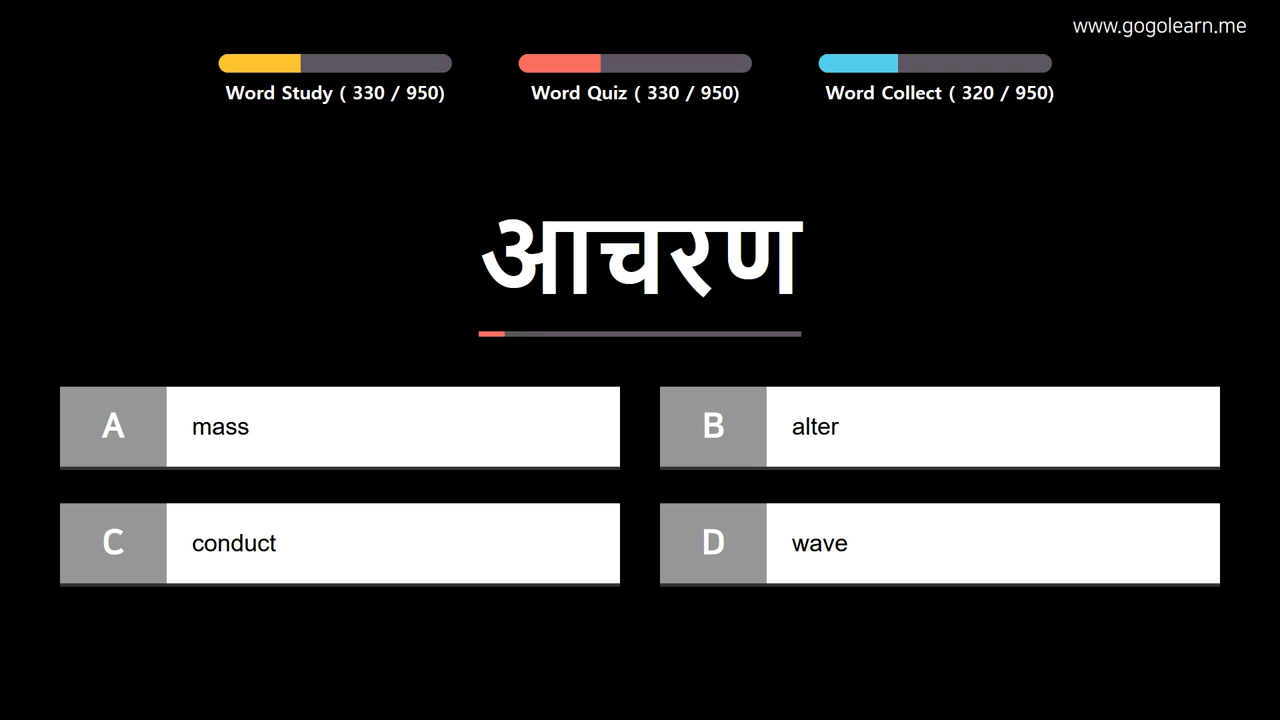 www.gogolearn.me
Word Study ( 330 / 950)
Word Quiz ( 330 / 950)
Word Collect ( 320 / 950)
आचरण
A
mass
B
alter
C
conduct
D
wave